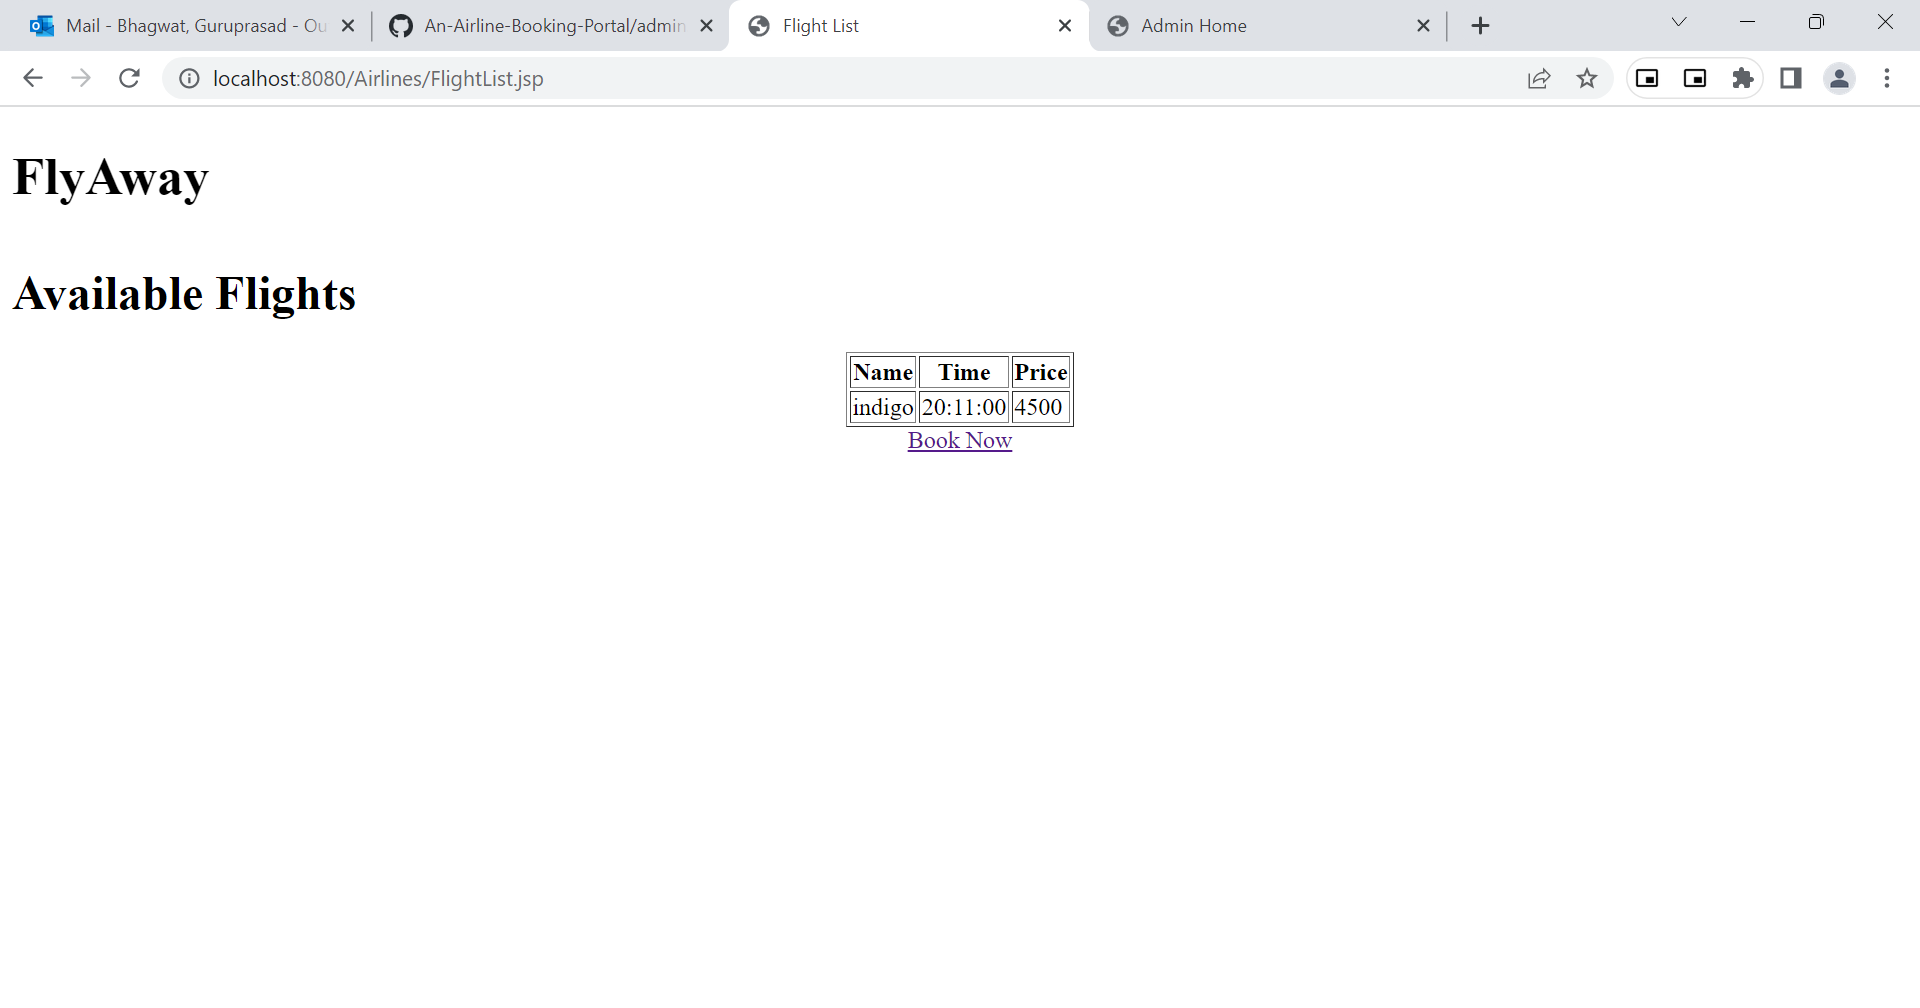 Mail - Bhagwat, Guruprasad - Ou
An-Airline-Booking-Portal/admin
Flight List
Admin Home
localhost:8080/Airlines/FlightList.jsp
FlyAway
Available Flights
Name Time Price
indigo 20:11:00 4500
Book Now